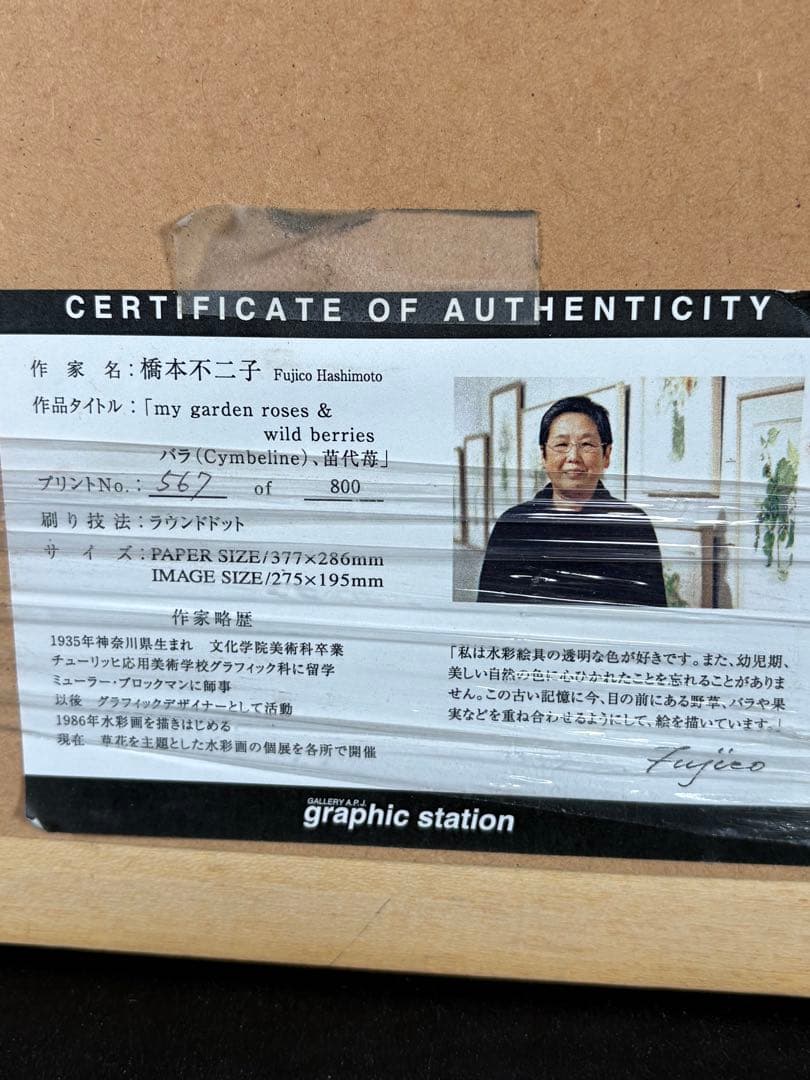 CERTIFICATE OF AUTHENTICITY
作家名：橋本不二子 Fujico Hashimoto
作品タイトル：「my garden roses &
wild berries
バラ（Cymbeline）、苗代苺」
プリントNo.： 567 of 800
刷り技法：ラウンドドット
サイズ：PAPER SIZE/377×286mm
IMAGE SIZE/275×195mm
作家略歴
1935年神奈川県生まれ 文化学院美術科卒業
チューリッヒ応用美術学校グラフィック科に留学
ミューラー・ブロックマンに師事
以後 グラフィックデザイナーとして活動
1986年水彩画を描きはじめる
現在 草花を主題とした水彩画の個展を各所で開催
「私は水彩絵具の透明な色が好きです。また、幼児期、
美しい自然の色に心ひかれたことを忘れることがありま
せん。この古い記憶に今、目の前にある野草、バラや果
実などを重ね合わせるようにして、絵を描いています。」
fujico
GALLERY A.P.J.
graphic station